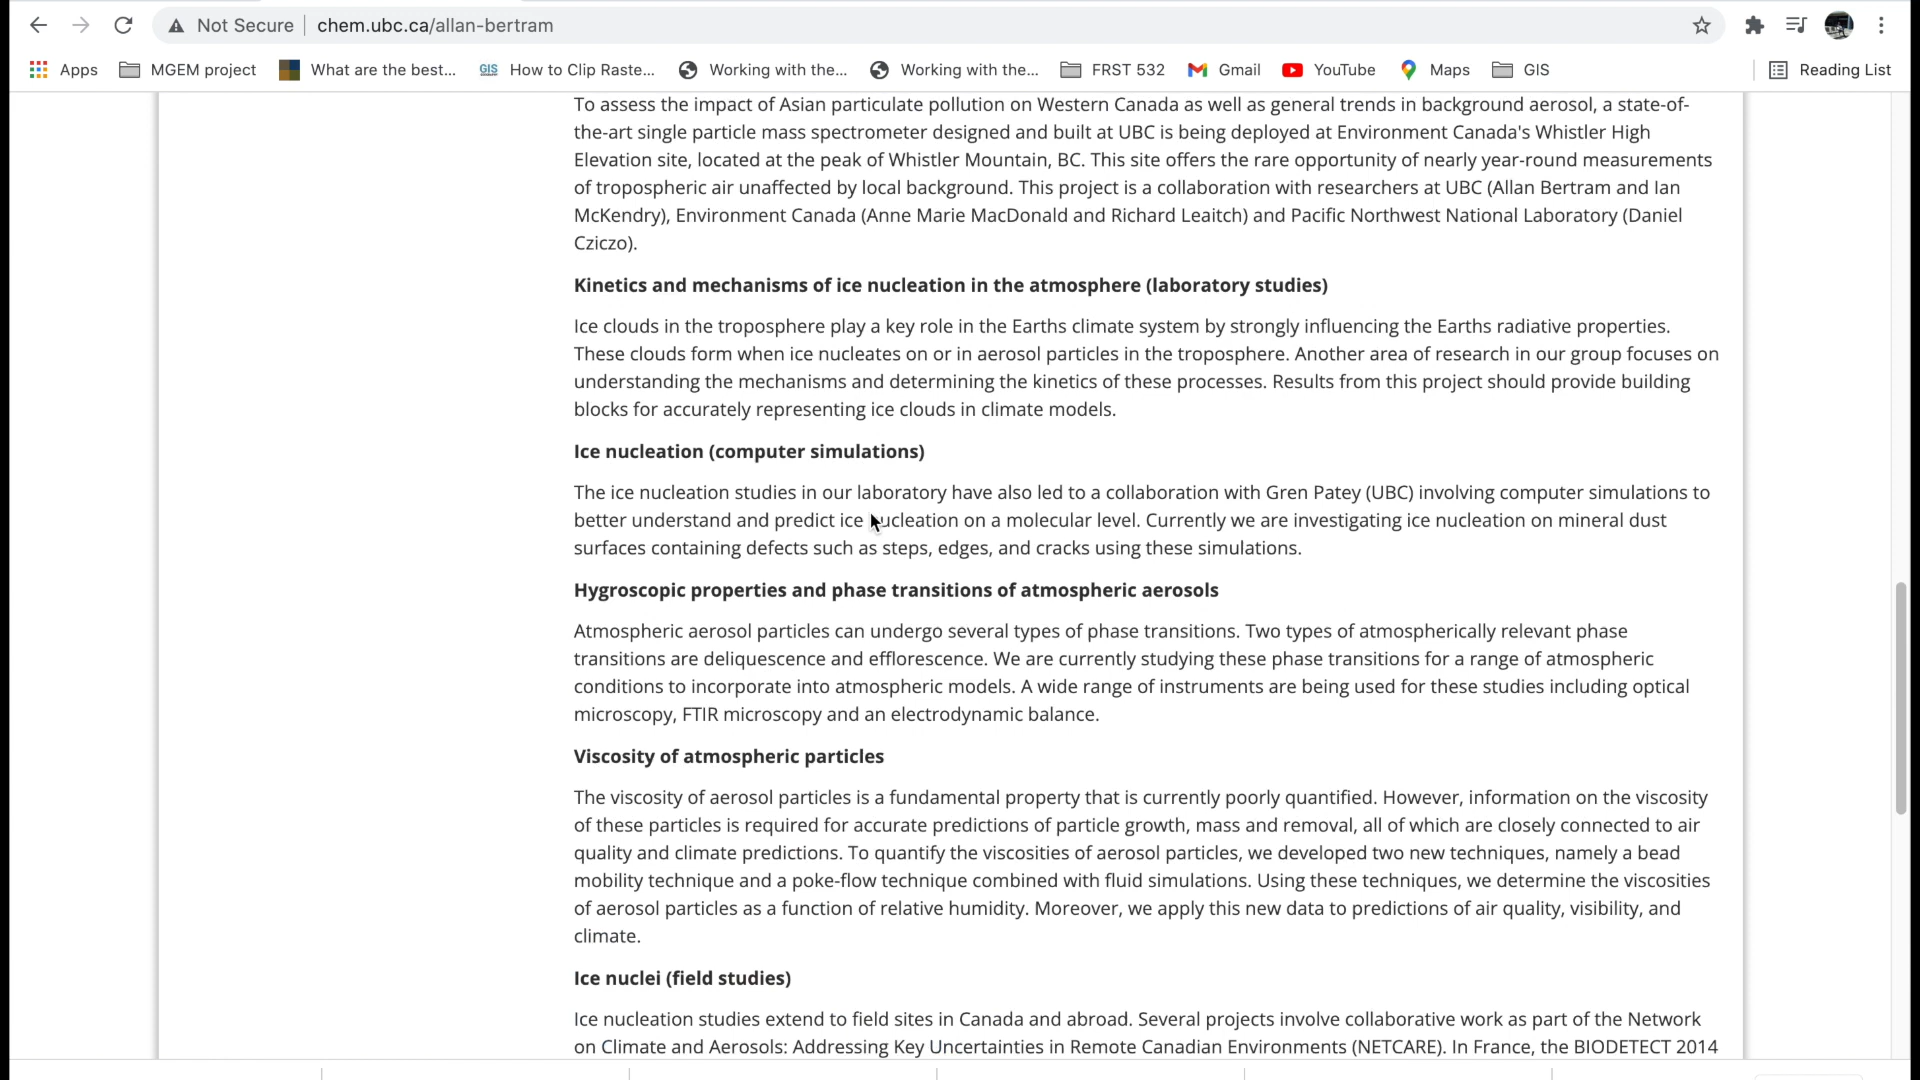 Not Secure | chem.ubc.ca/allan-bertram
Apps MGEM project What are the best... GIS How to Clip Raste... Working with the... Working with the... FRST 532 Gmail YouTube Maps GIS Reading List
To assess the impact of Asian particulate pollution on Western Canada as well as general trends in background aerosol, a state-of-
the-art single particle mass spectrometer designed and built at UBC is being deployed at Environment Canada's Whistler High
Elevation site, located at the peak of Whistler Mountain, BC. This site offers the rare opportunity of nearly year-round measurements
of tropospheric air unaffected by local background. This project is a collaboration with researchers at UBC (Allan Bertram and Ian
McKendry), Environment Canada (Anne Marie MacDonald and Richard Leaitch) and Pacific Northwest National Laboratory (Daniel
Cziczo).
Kinetics and mechanisms of ice nucleation in the atmosphere (laboratory studies)
Ice clouds in the troposphere play a key role in the Earths climate system by strongly influencing the Earths radiative properties.
These clouds form when ice nucleates on or in aerosol particles in the troposphere. Another area of research in our group focuses on
understanding the mechanisms and determining the kinetics of these processes. Results from this project should provide building
blocks for accurately representing ice clouds in climate models.
Ice nucleation (computer simulations)
The ice nucleation studies in our laboratory have also led to a collaboration with Gren Patey (UBC) involving computer simulations to
better understand and predict ice nucleation on a molecular level. Currently we are investigating ice nucleation on mineral dust
surfaces containing defects such as steps, edges, and cracks using these simulations.
Hygroscopic properties and phase transitions of atmospheric aerosols
Atmospheric aerosol particles can undergo several types of phase transitions. Two types of atmospherically relevant phase
transitions are deliquescence and efflorescence. We are currently studying these phase transitions for a range of atmospheric
conditions to incorporate into atmospheric models. A wide range of instruments are being used for these studies including optical
microscopy, FTIR microscopy and an electrodynamic balance.
Viscosity of atmospheric particles
The viscosity of aerosol particles is a fundamental property that is currently poorly quantified. However, information on the viscosity
of these particles is required for accurate predictions of particle growth, mass and removal, all of which are closely connected to air
quality and climate predictions. To quantify the viscosities of aerosol particles, we developed two new techniques, namely a bead
mobility technique and a poke-flow technique combined with fluid simulations. Using these techniques, we determine the viscosities
of aerosol particles as a function of relative humidity. Moreover, we apply this new data to predictions of air quality, visibility, and
climate.
Ice nuclei (field studies)
Ice nucleation studies extend to field sites in Canada and abroad. Several projects involve collaborative work as part of the Network
on Climate and Aerosols: Addressing Key Uncertainties in Remote Canadian Environments (NETCARE). In France, the BIODETECT 2014